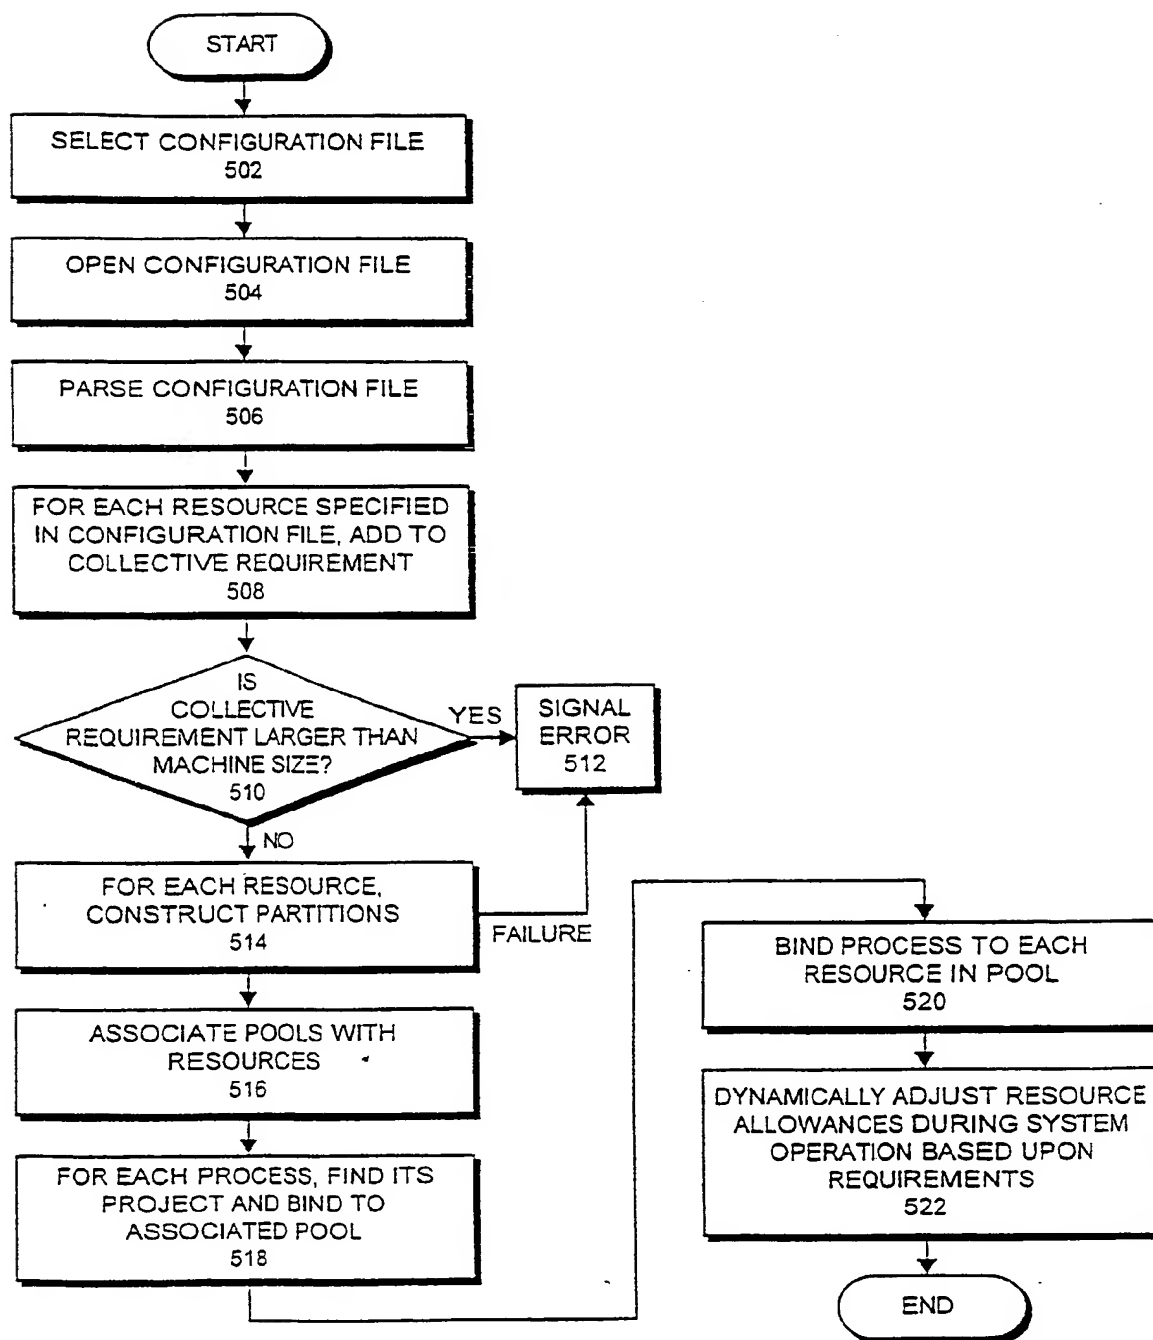 START
SELECT CONFIGURATION FILE
502
OPEN CONFIGURATION FILE
504
PARSE CONFIGURATION FILE
506
FOR EACH RESOURCE SPECIFIED
IN CONFIGURATION FILE, ADD TO
COLLECTIVE REQUIREMENT
508
IS
COLLECTIVE
REQUIREMENT LARGER THAN
MACHINE SIZE?
510
YES
SIGNAL
ERROR
512
NO
FOR EACH RESOURCE,
CONSTRUCT PARTITIONS
514
FAILURE
ASSOCIATE POOLS WITH
RESOURCES
516
FOR EACH PROCESS, FIND ITS
PROJECT AND BIND TO
ASSOCIATED POOL
518
BIND PROCESS TO EACH
RESOURCE IN POOL
520
DYNAMICALLY ADJUST RESOURCE
ALLOWANCES DURING SYSTEM
OPERATION BASED UPON
REQUIREMENTS
522
END